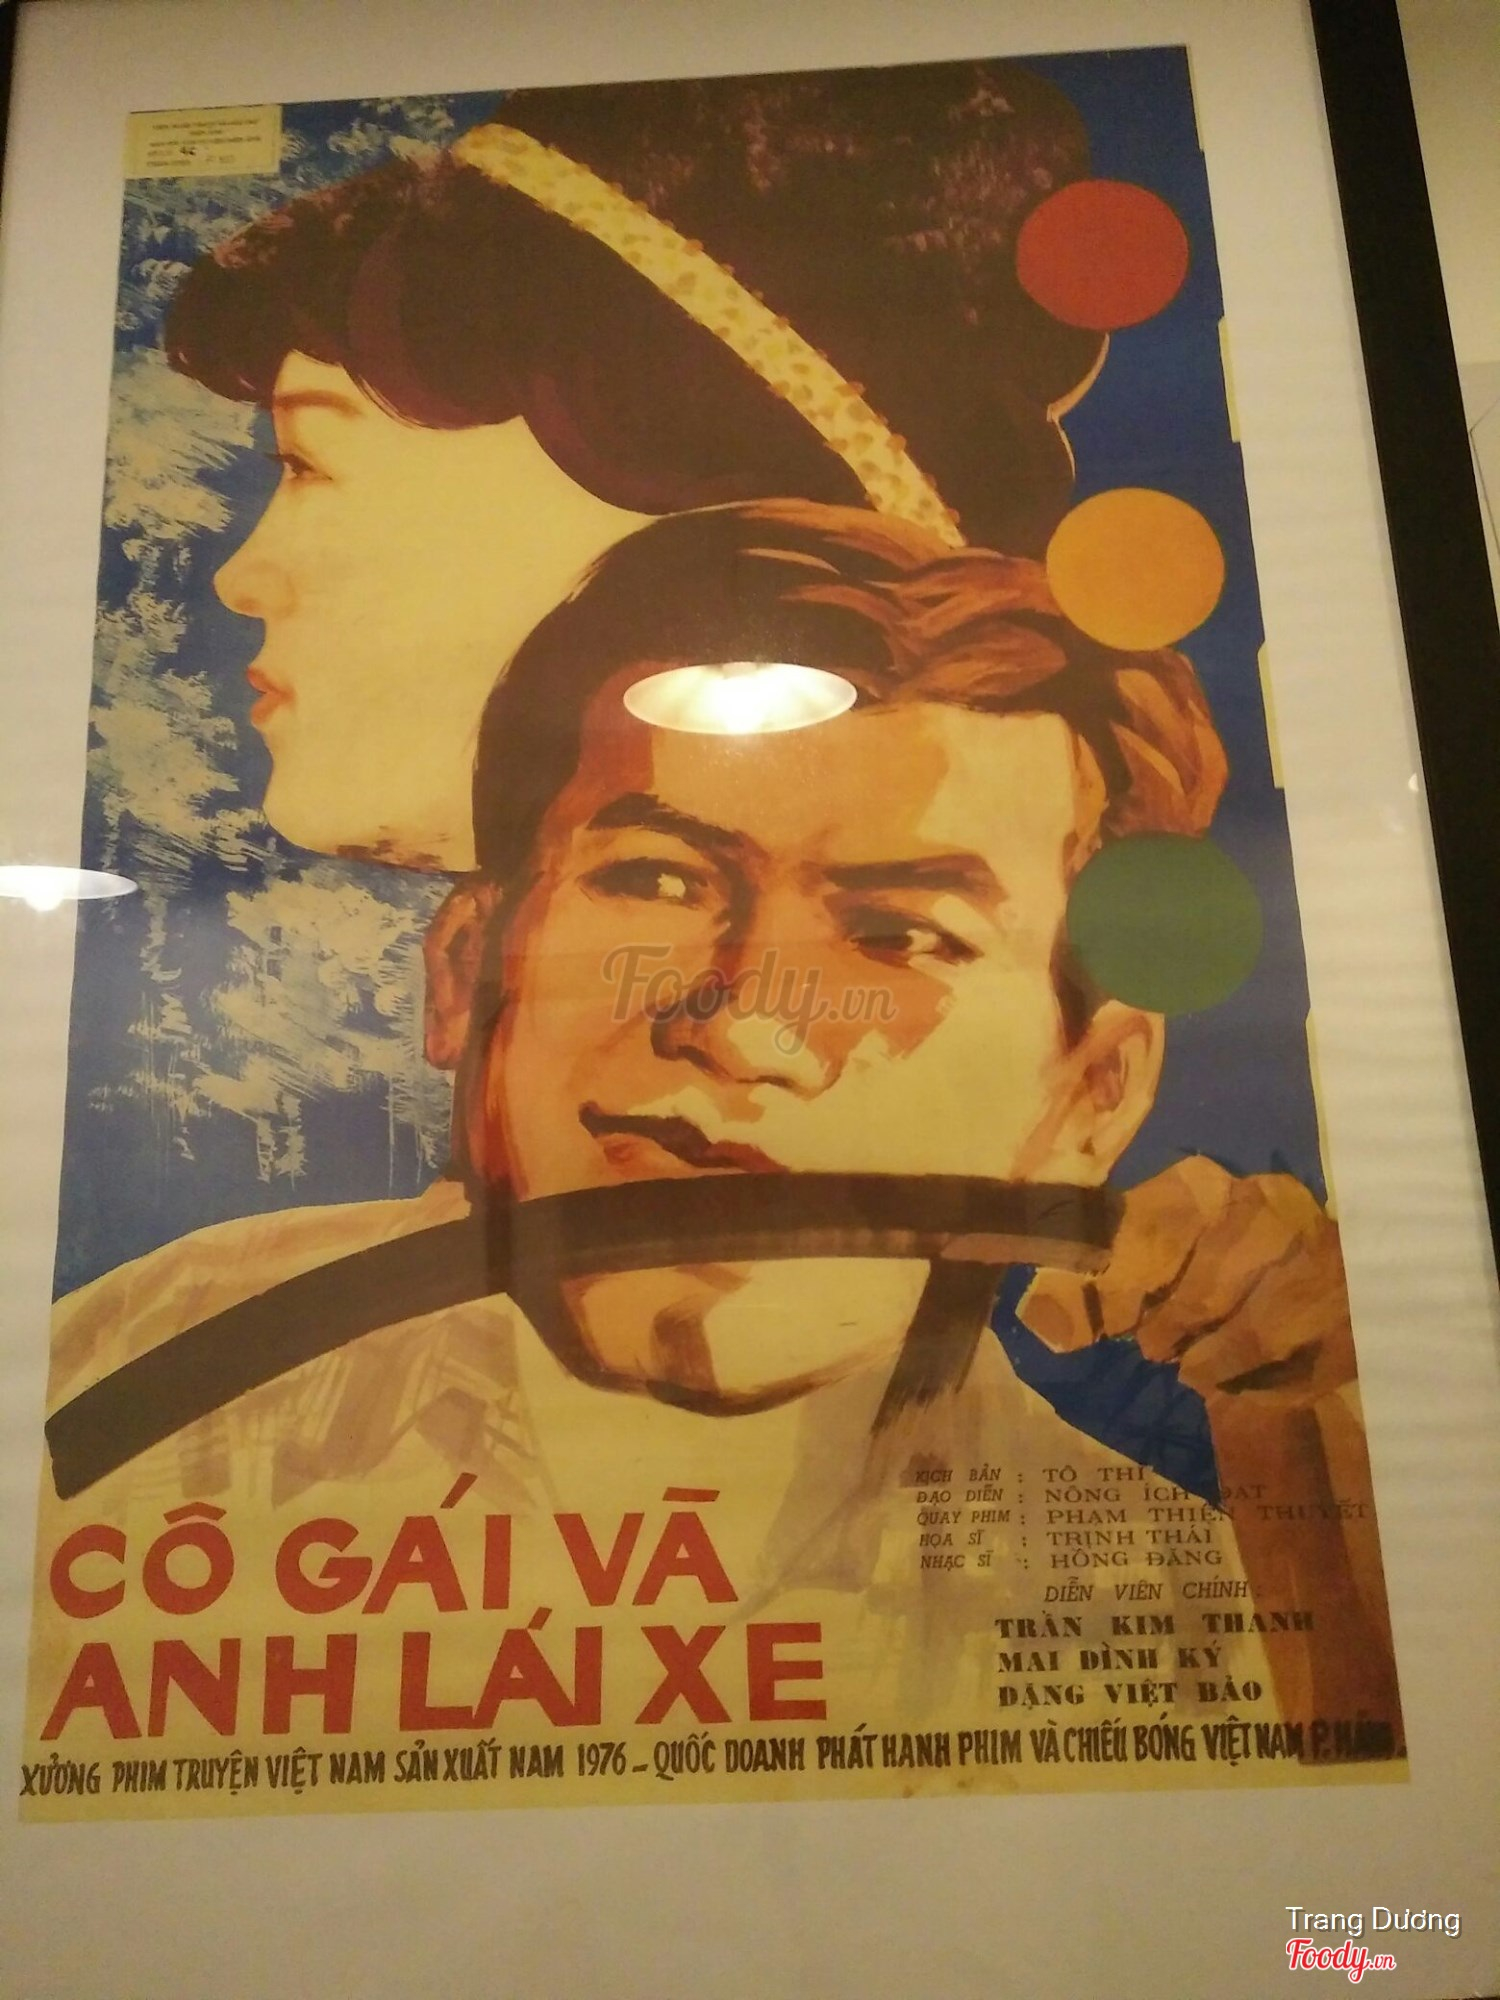 CÔ GÁI VÀ
ANH LÁI XE
KỊCH BẢN : TÔ THI
ĐẠO DIỄN : NÔNG ÍCH ĐẠT
QUAY PHIM : PHẠM THIỆN THUYẾT
HỌA SĨ : TRỊNH THÁI
NHẠC SĨ : HỒNG ĐĂNG
DIỄN VIÊN CHÍNH :
TRẦN KIM THANH
MAI ĐÌNH KÝ
ĐẶNG VIỆT BẢO
XƯỞNG PHIM TRUYỆN VIỆT NAM SẢN XUẤT NAM 1976 - QUỐC DOANH PHÁT HANH PHIM VÀ CHIẾU BÓNG VIỆT NAM P.
Foody.vn
Trang Dương
Foody.vn